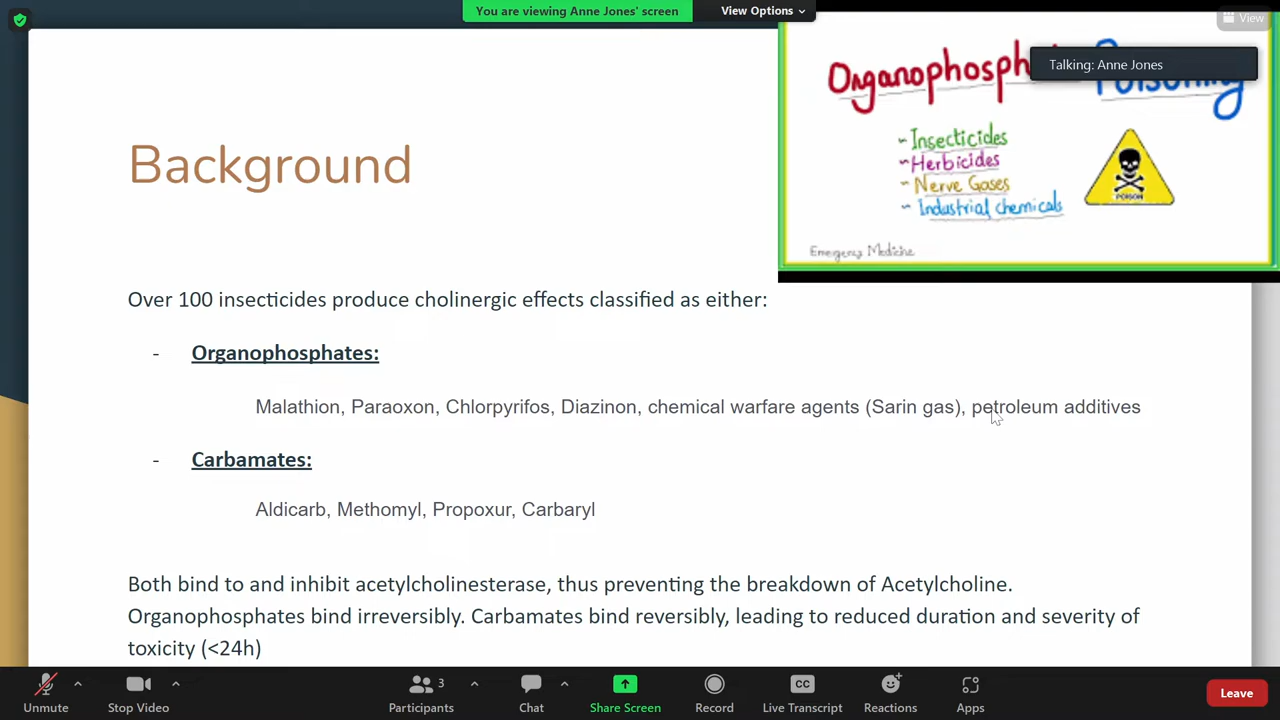 You are viewing Anne Jones' screen
View Options
View
Talking: Anne Jones
Poisoning
- Insecticides
- Herbicides
- Nerve Gases
- Industrial chemicals
POISON
Emergency Medicine
Background
Over 100 insecticides produce cholinergic effects classified as either:
- Organophosphates:
Malathion, Paraoxon, Chlorpyrifos, Diazinon, chemical warfare agents (Sarin gas), petroleum additives
- Carbamates:
Aldicarb, Methomyl, Propoxur, Carbaryl
Both bind to and inhibit acetylcholinesterase, thus preventing the breakdown of Acetylcholine.
Organophosphates bind irreversibly. Carbamates bind reversibly, leading to reduced duration and severity of
toxicity (<24h)
Unmute
Stop Video
Participants 3
Chat
Share Screen
Record
CC
Live Transcript
Reactions
Apps
Leave